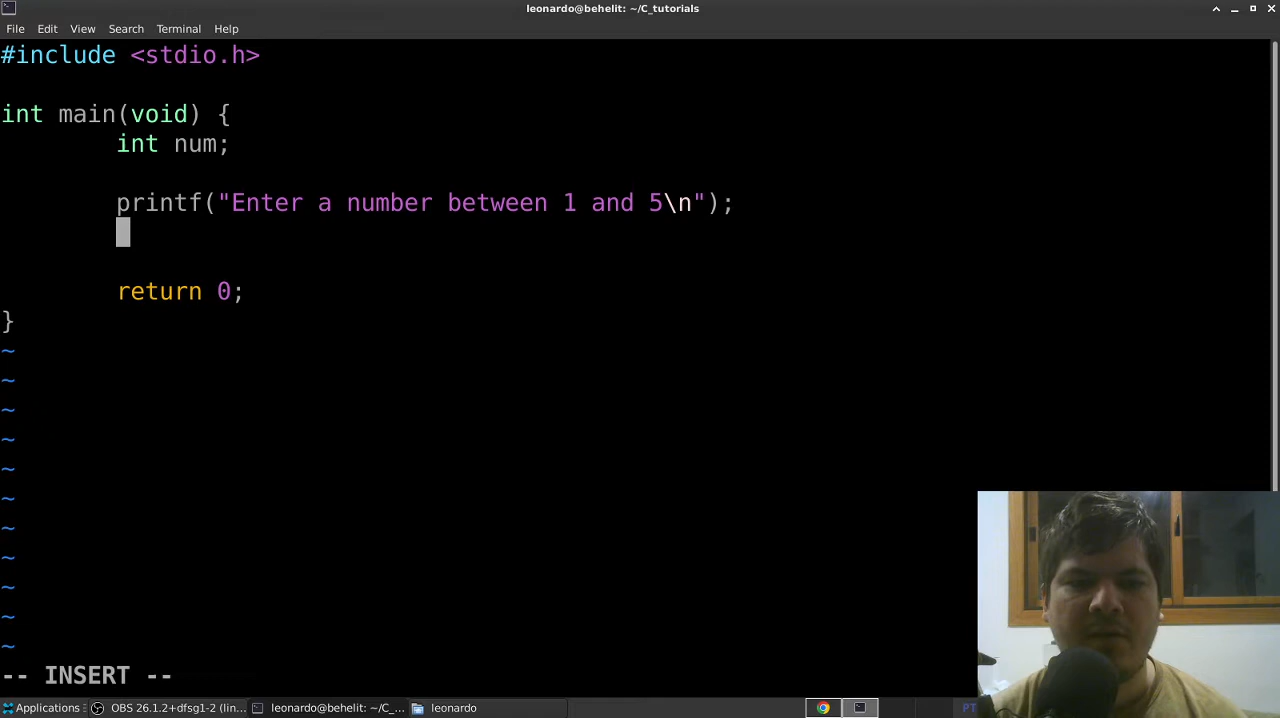 leonardo@behelit: ~/C_tutorials
File Edit View Search Terminal Help
#include <stdio.h>
int main(void) {
int num;
printf("Enter a number between 1 and 5\n");
return 0;
}
~
~
~
~
~
~
~
~
~
~
~
-- INSERT --
Applications OBS 26.1.2+dfsg1-2 (lin... leonardo@behelit: ~/C_... leonardo PT